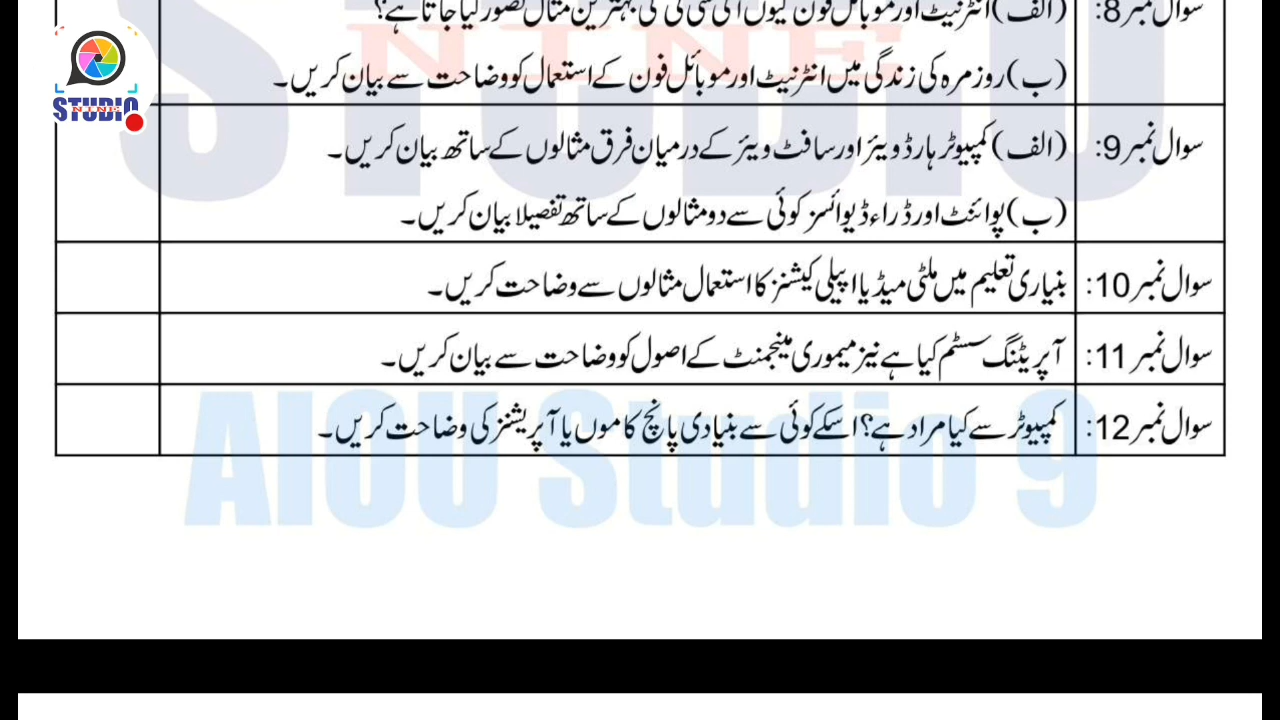 STUDIO
NINE
سوال نمبر 8: (الف) انٹرنیٹ اور موبائل فون کیوں آئی سی ٹی کی بہترین مثال تصور کیا جاتا ہے؟
(ب) روز مرہ کی زندگی میں انٹرنیٹ اور موبائل فون کے استعمال کو وضاحت سے بیان کریں۔
سوال نمبر 9: (الف) کمپیوٹر ہارڈ ویئر اور سافٹ ویئر کے درمیان فرق مثالوں کے ساتھ بیان کریں۔
(ب) پوائنٹ اور ڈراء ڈیوائسز کوئی سے دو مثالوں کے ساتھ تفصیلا بیان کریں۔
سوال نمبر 10: بنیاری تعلیم میں ملٹی میڈیا اپیلی کیشنز کا استعمال مثالوں سے وضاحت کریں۔
سوال نمبر 11: آپریٹنگ سسٹم کیا ہے نیز میموری مینجمنٹ کے اصول کو وضاحت سے بیان کریں۔
سوال نمبر 12: کمپیوٹر سے کیا مراد ہے؟ اسکے کوئی سے بنیادی پانچ کاموں یا آپریشنز کی وضاحت کریں۔
AIOU Studio 9